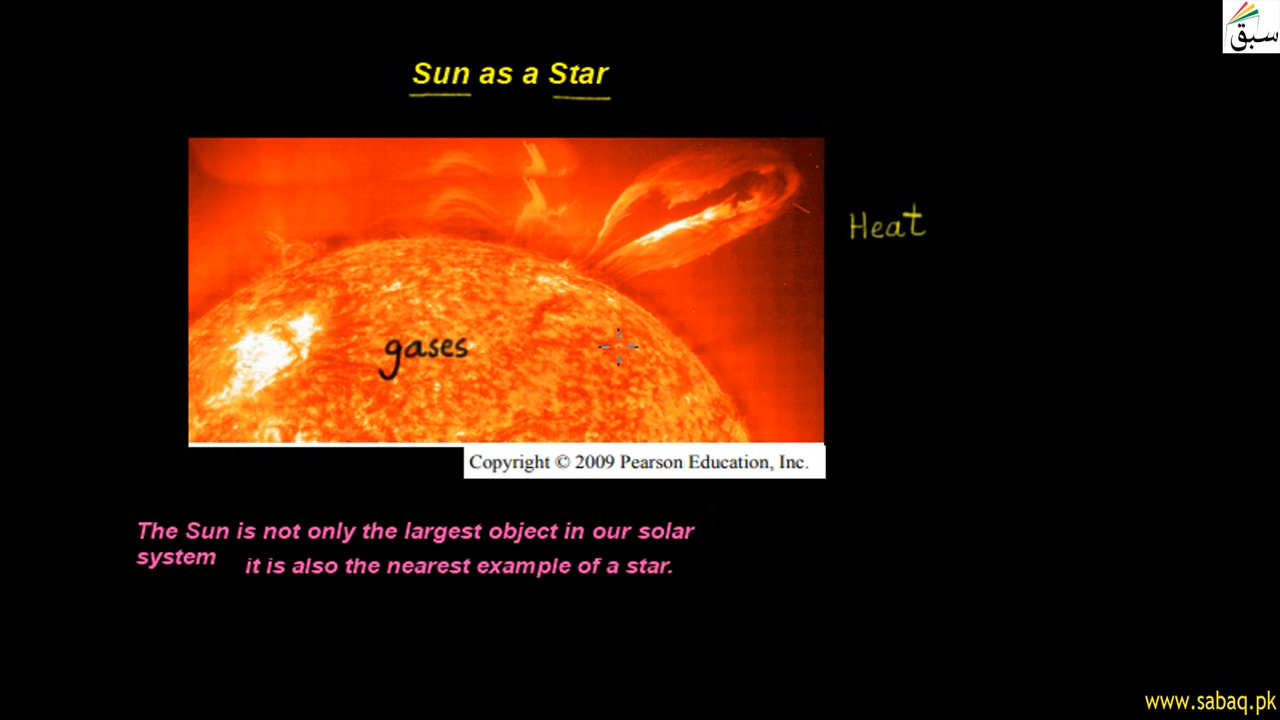 سبق
Sun as a Star
Heat
gases
Copyright © 2009 Pearson Education, Inc.
The Sun is not only the largest object in our solar
system it is also the nearest example of a star.
www.sabaq.pk